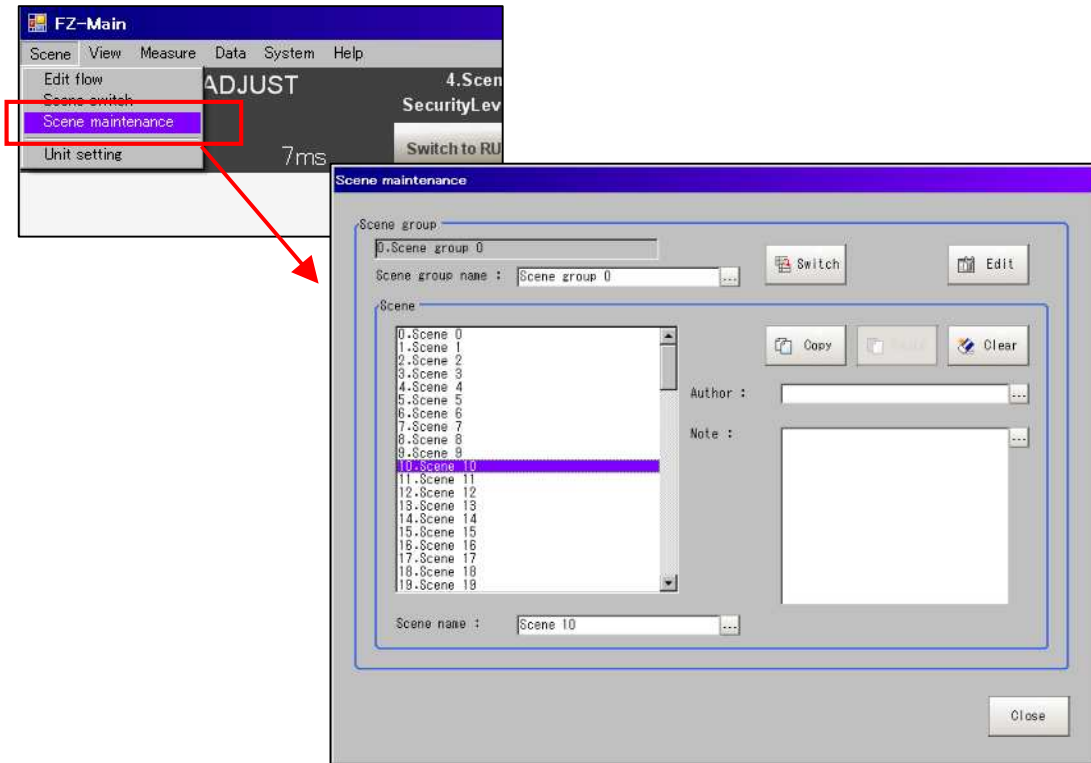 FZ-Main
Scene View Measure Data System Help
Edit flow
Scene switch
Scene maintenance
Unit setting
ADJUST
7ms
4.Scen
SecurityLev
Switch to RU
Scene maintenance
Scene group
0.Scene group 0
Scene group name : Scene group 0 ...
Switch
Edit
Scene
0.Scene 0
1.Scene 1
2.Scene 2
3.Scene 3
4.Scene 4
5.Scene 5
6.Scene 6
7.Scene 7
8.Scene 8
9.Scene 9
10.Scene 10
11.Scene 11
12.Scene 12
13.Scene 13
14.Scene 14
15.Scene 15
16.Scene 16
17.Scene 17
18.Scene 18
19.Scene 19
Copy
Clear
Author : ...
Note : ...
Scene name : Scene 10 ...
Close